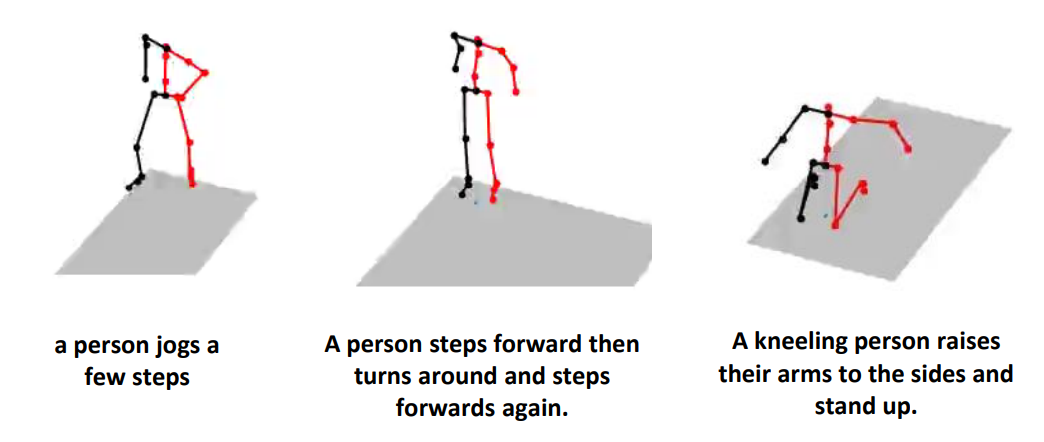 a person jogs a
few steps
A person steps forward then
turns around and steps
forwards again.
A kneeling person raises
their arms to the sides and
stand up.